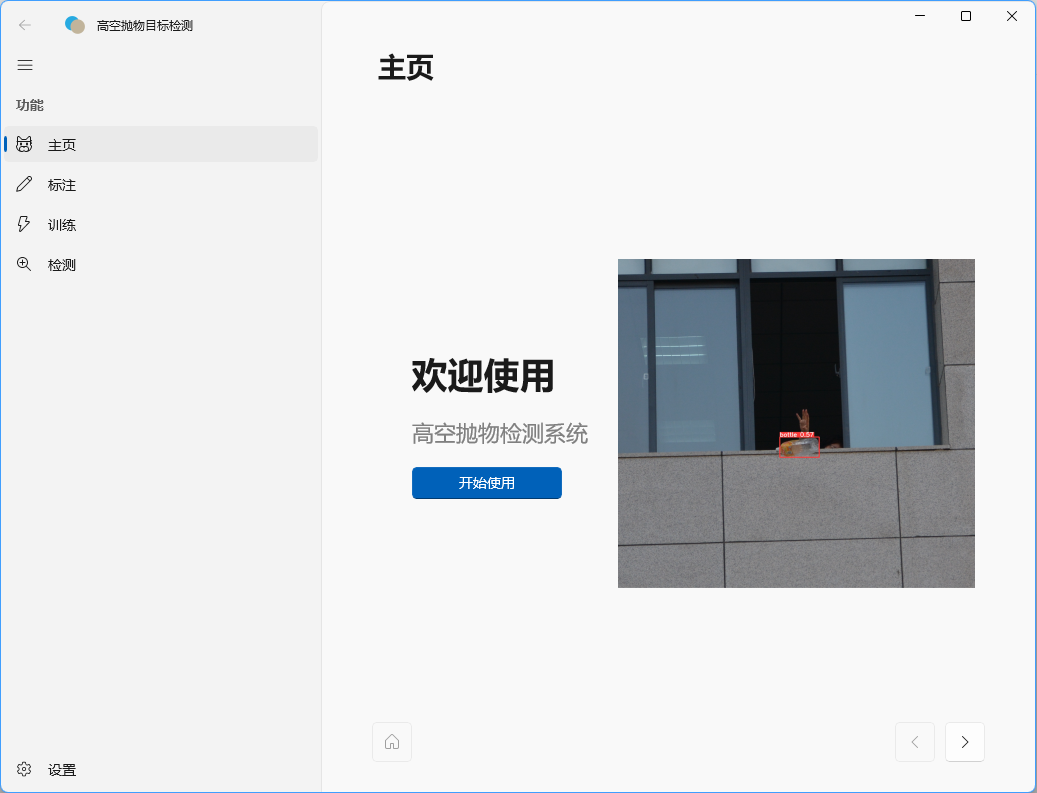 高空抛物目标检测
功能
主页
标注
训练
检测
设置
主页
欢迎使用
高空抛物检测系统
开始使用
bottle 0.57